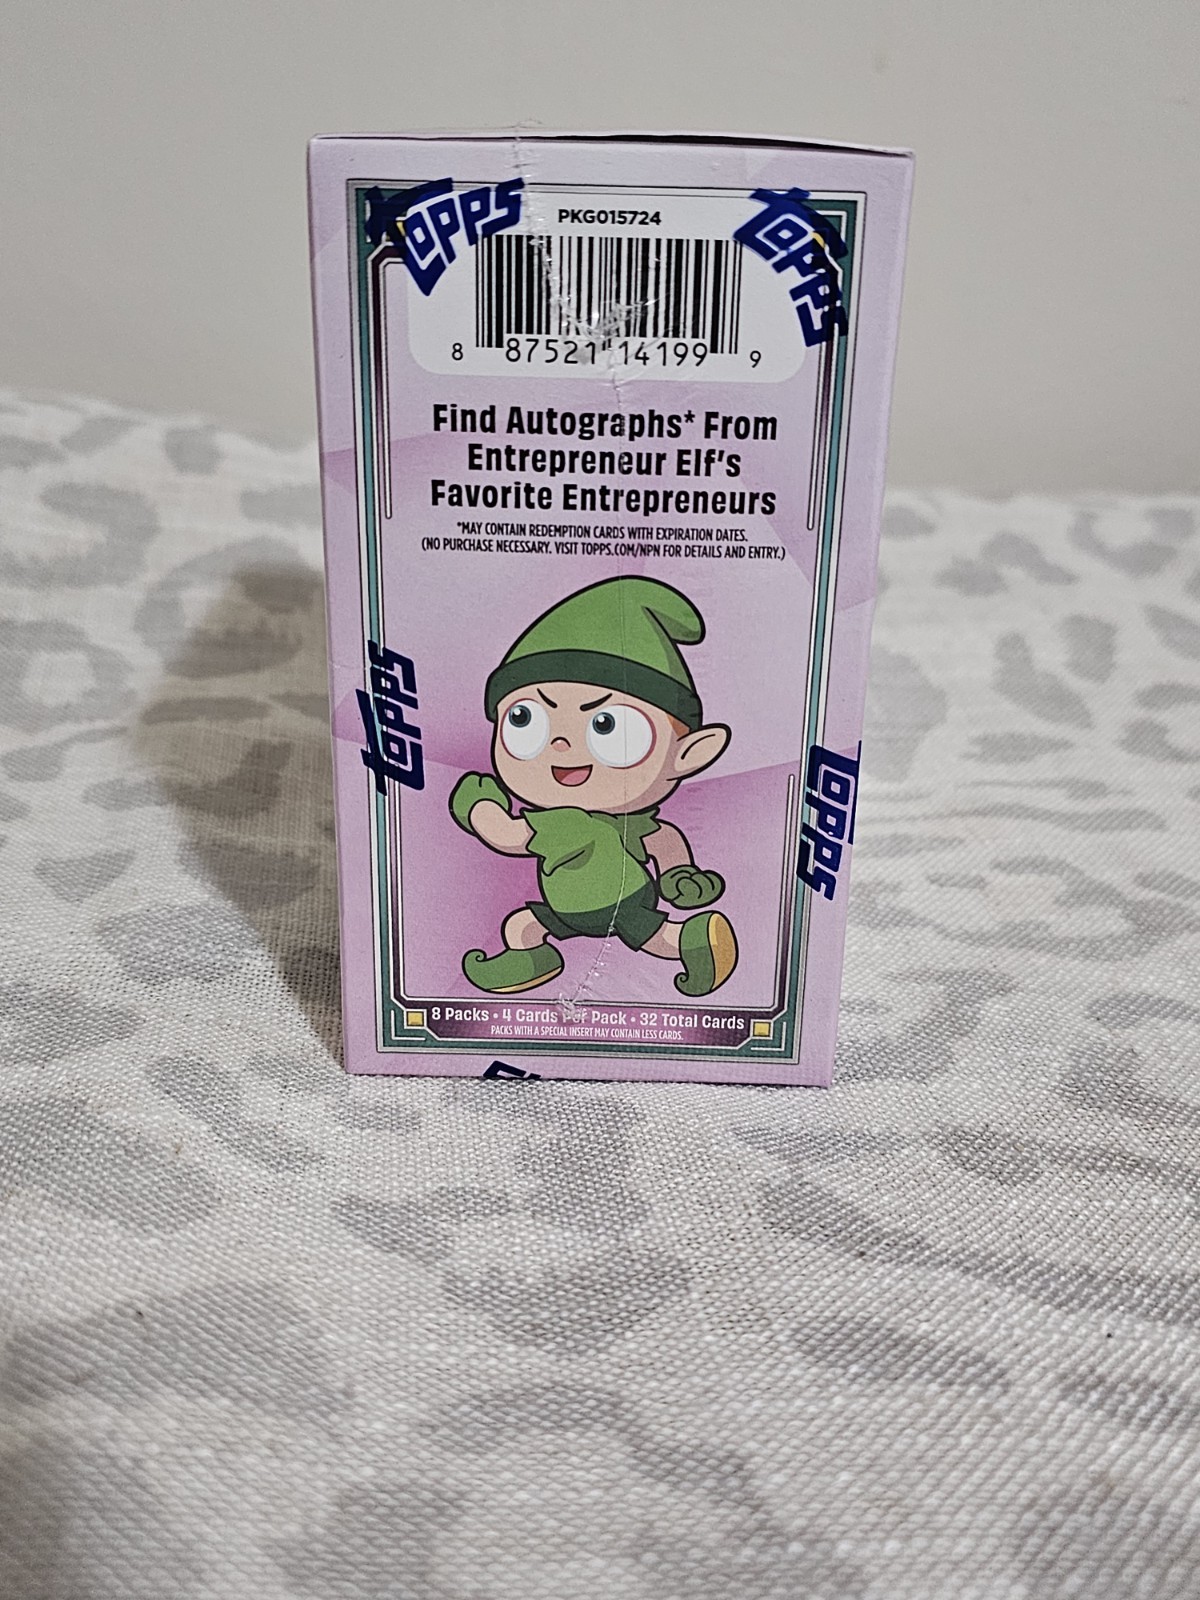 topps
PKG015724
topps
8 87521 14199 9
Find Autographs* From
Entrepreneur Elf's
Favorite Entrepreneurs
*MAY CONTAIN REDEMPTION CARDS WITH EXPIRATION DATES.
(NO PURCHASE NECESSARY. VISIT TOPPS.COM/NPN FOR DETAILS AND ENTRY.)
topps
topps
8 Packs • 4 Cards Per Pack • 32 Total Cards
PACKS WITH A SPECIAL INSERT MAY CONTAIN LESS CARDS.